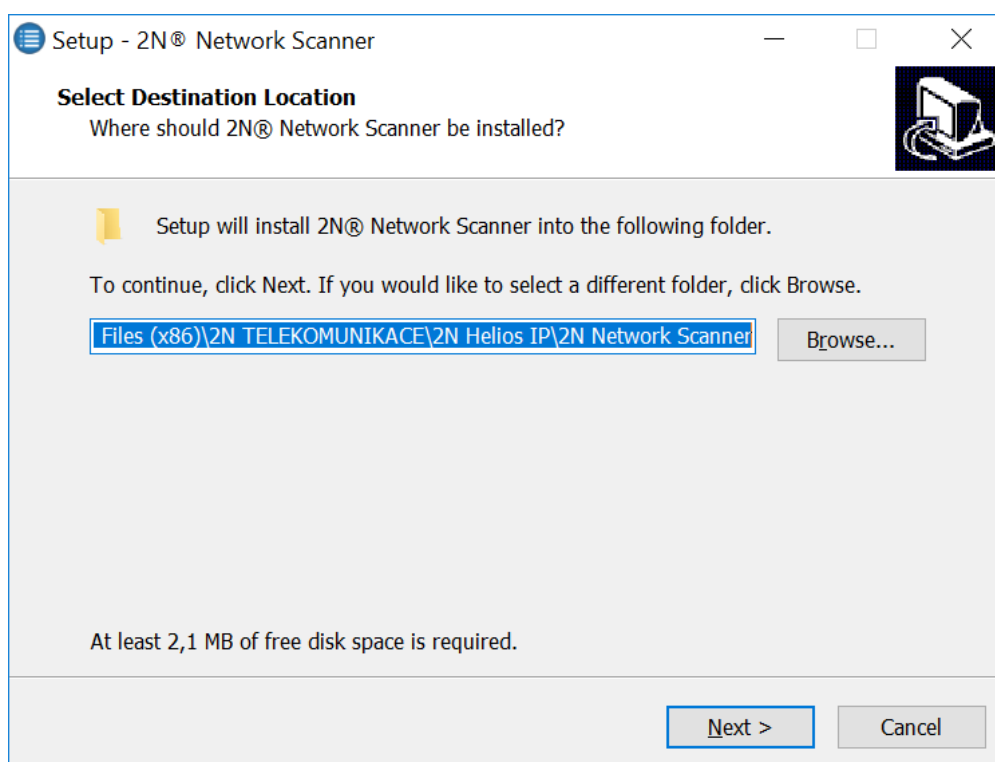 Setup - 2N® Network Scanner
Select Destination Location
Where should 2N® Network Scanner be installed?
Setup will install 2N® Network Scanner into the following folder.
To continue, click Next. If you would like to select a different folder, click Browse.
Files (x86)\2N TELEKOMUNIKACE\2N Helios IP\2N Network Scanner
Browse...
At least 2,1 MB of free disk space is required.
Next >
Cancel